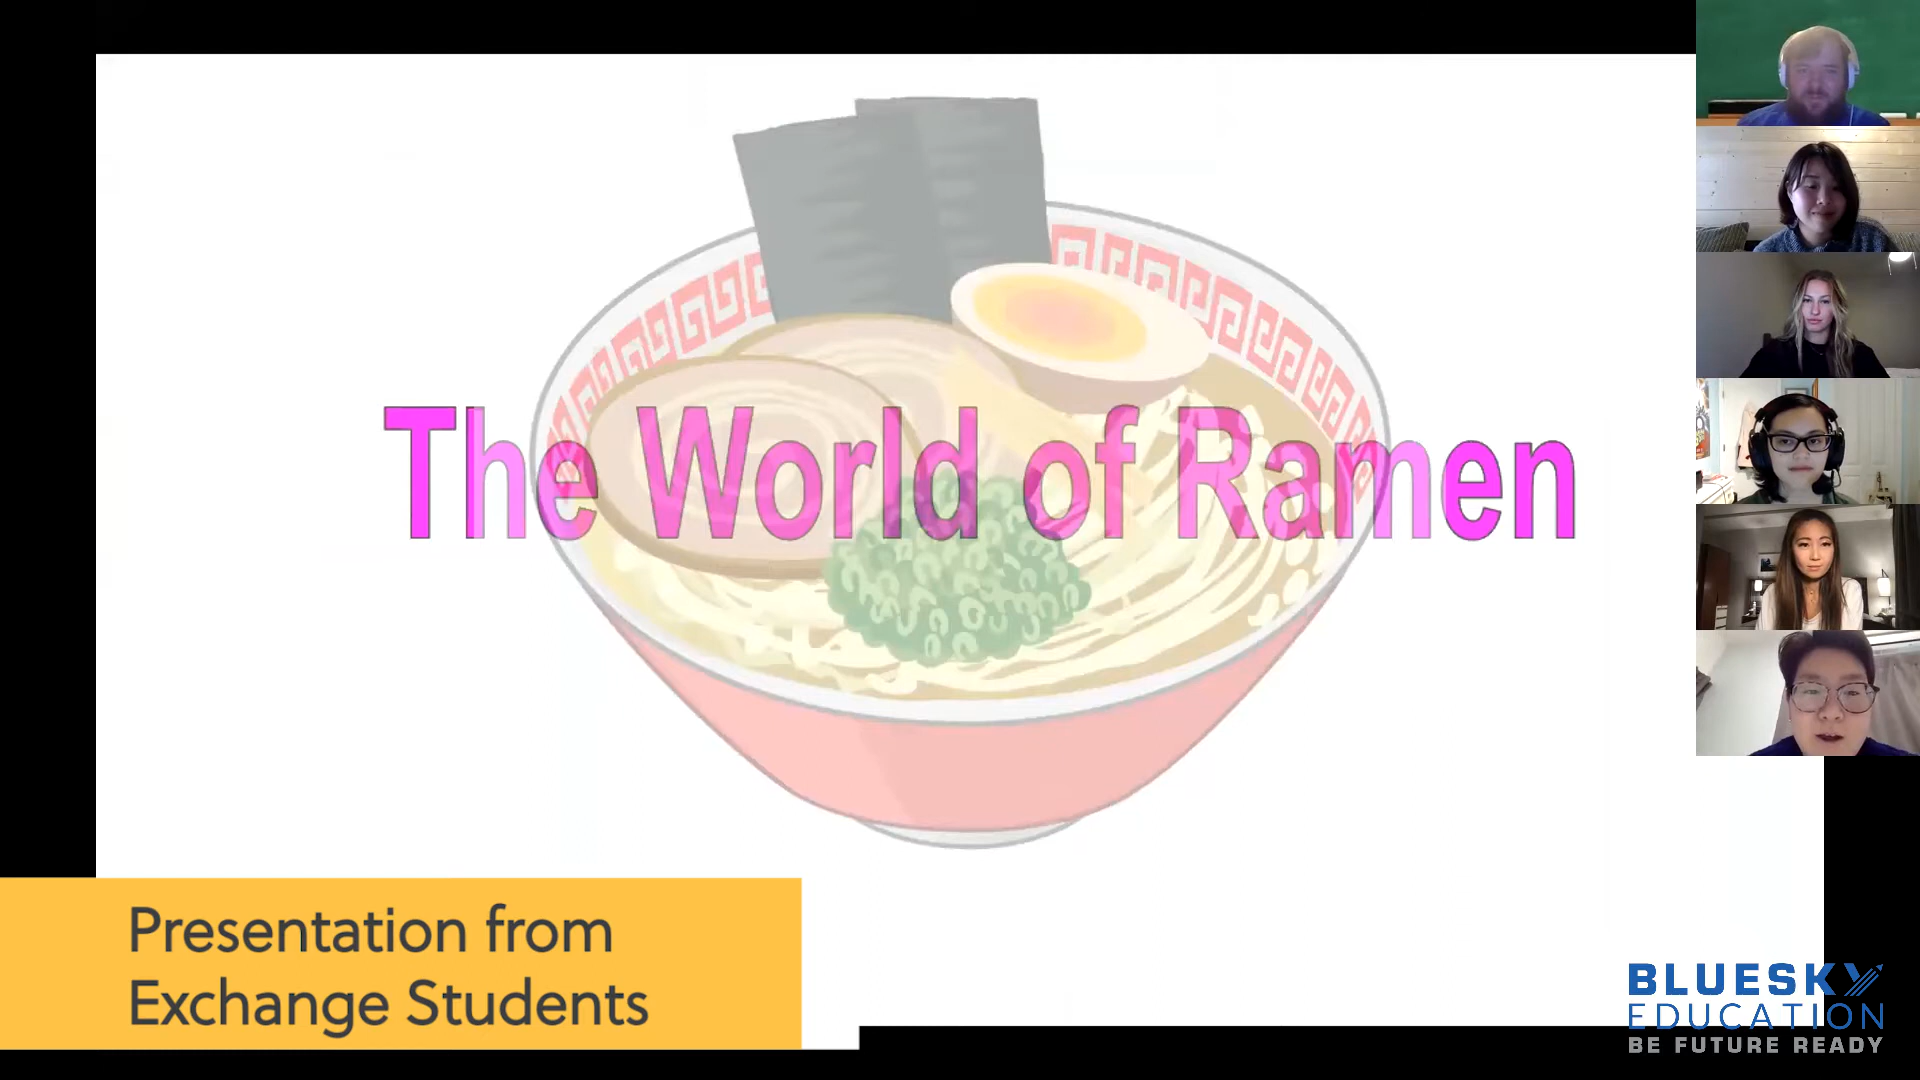 The World of Ramen
Presentation from
Exchange Students
BLUESKY
EDUCATION
BE FUTURE READY